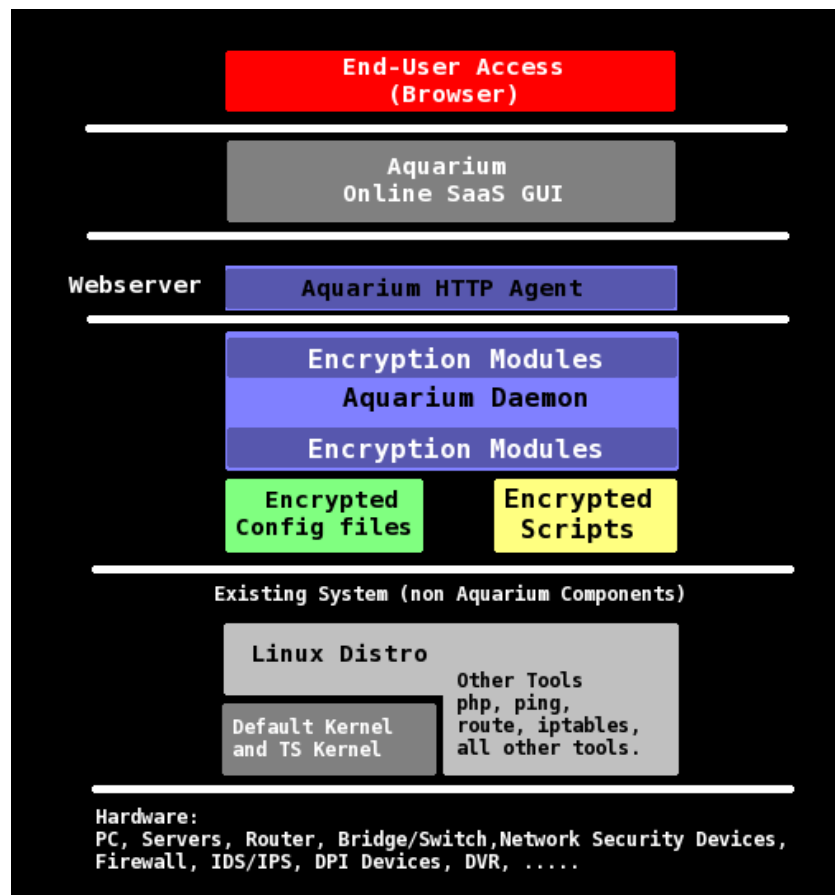 End-User Access
(Browser)
Aquarium
Online SaaS GUI
Webserver
Aquarium HTTP Agent
Encryption Modules
Aquarium Daemon
Encryption Modules
Encrypted
Config files
Encrypted
Scripts
Existing System (non Aquarium Components)
Linux Distro
Other Tools
php, ping,
route, iptables,
all other tools.
Default Kernel
and TS Kernel
Hardware:
PC, Servers, Router, Bridge/Switch,Network Security Devices,
Firewall, IDS/IPS, DPI Devices, DVR, .....